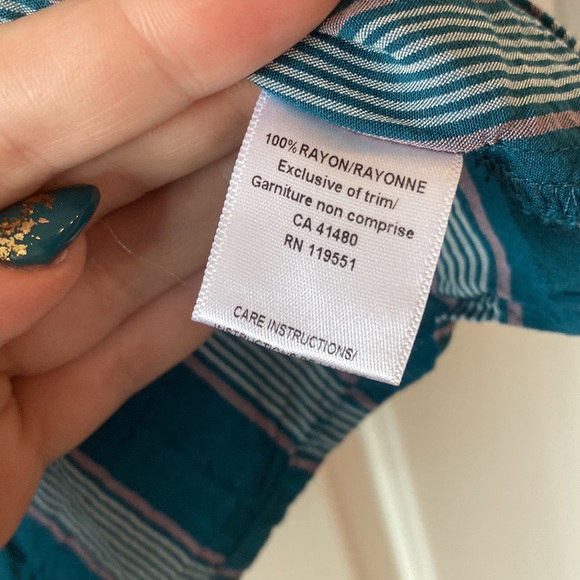 100% RAYON/RAYONNE
Exclusive of trim/
Garniture non comprise
CA 41480
RN 119551
CARE INSTRUCTIONS/